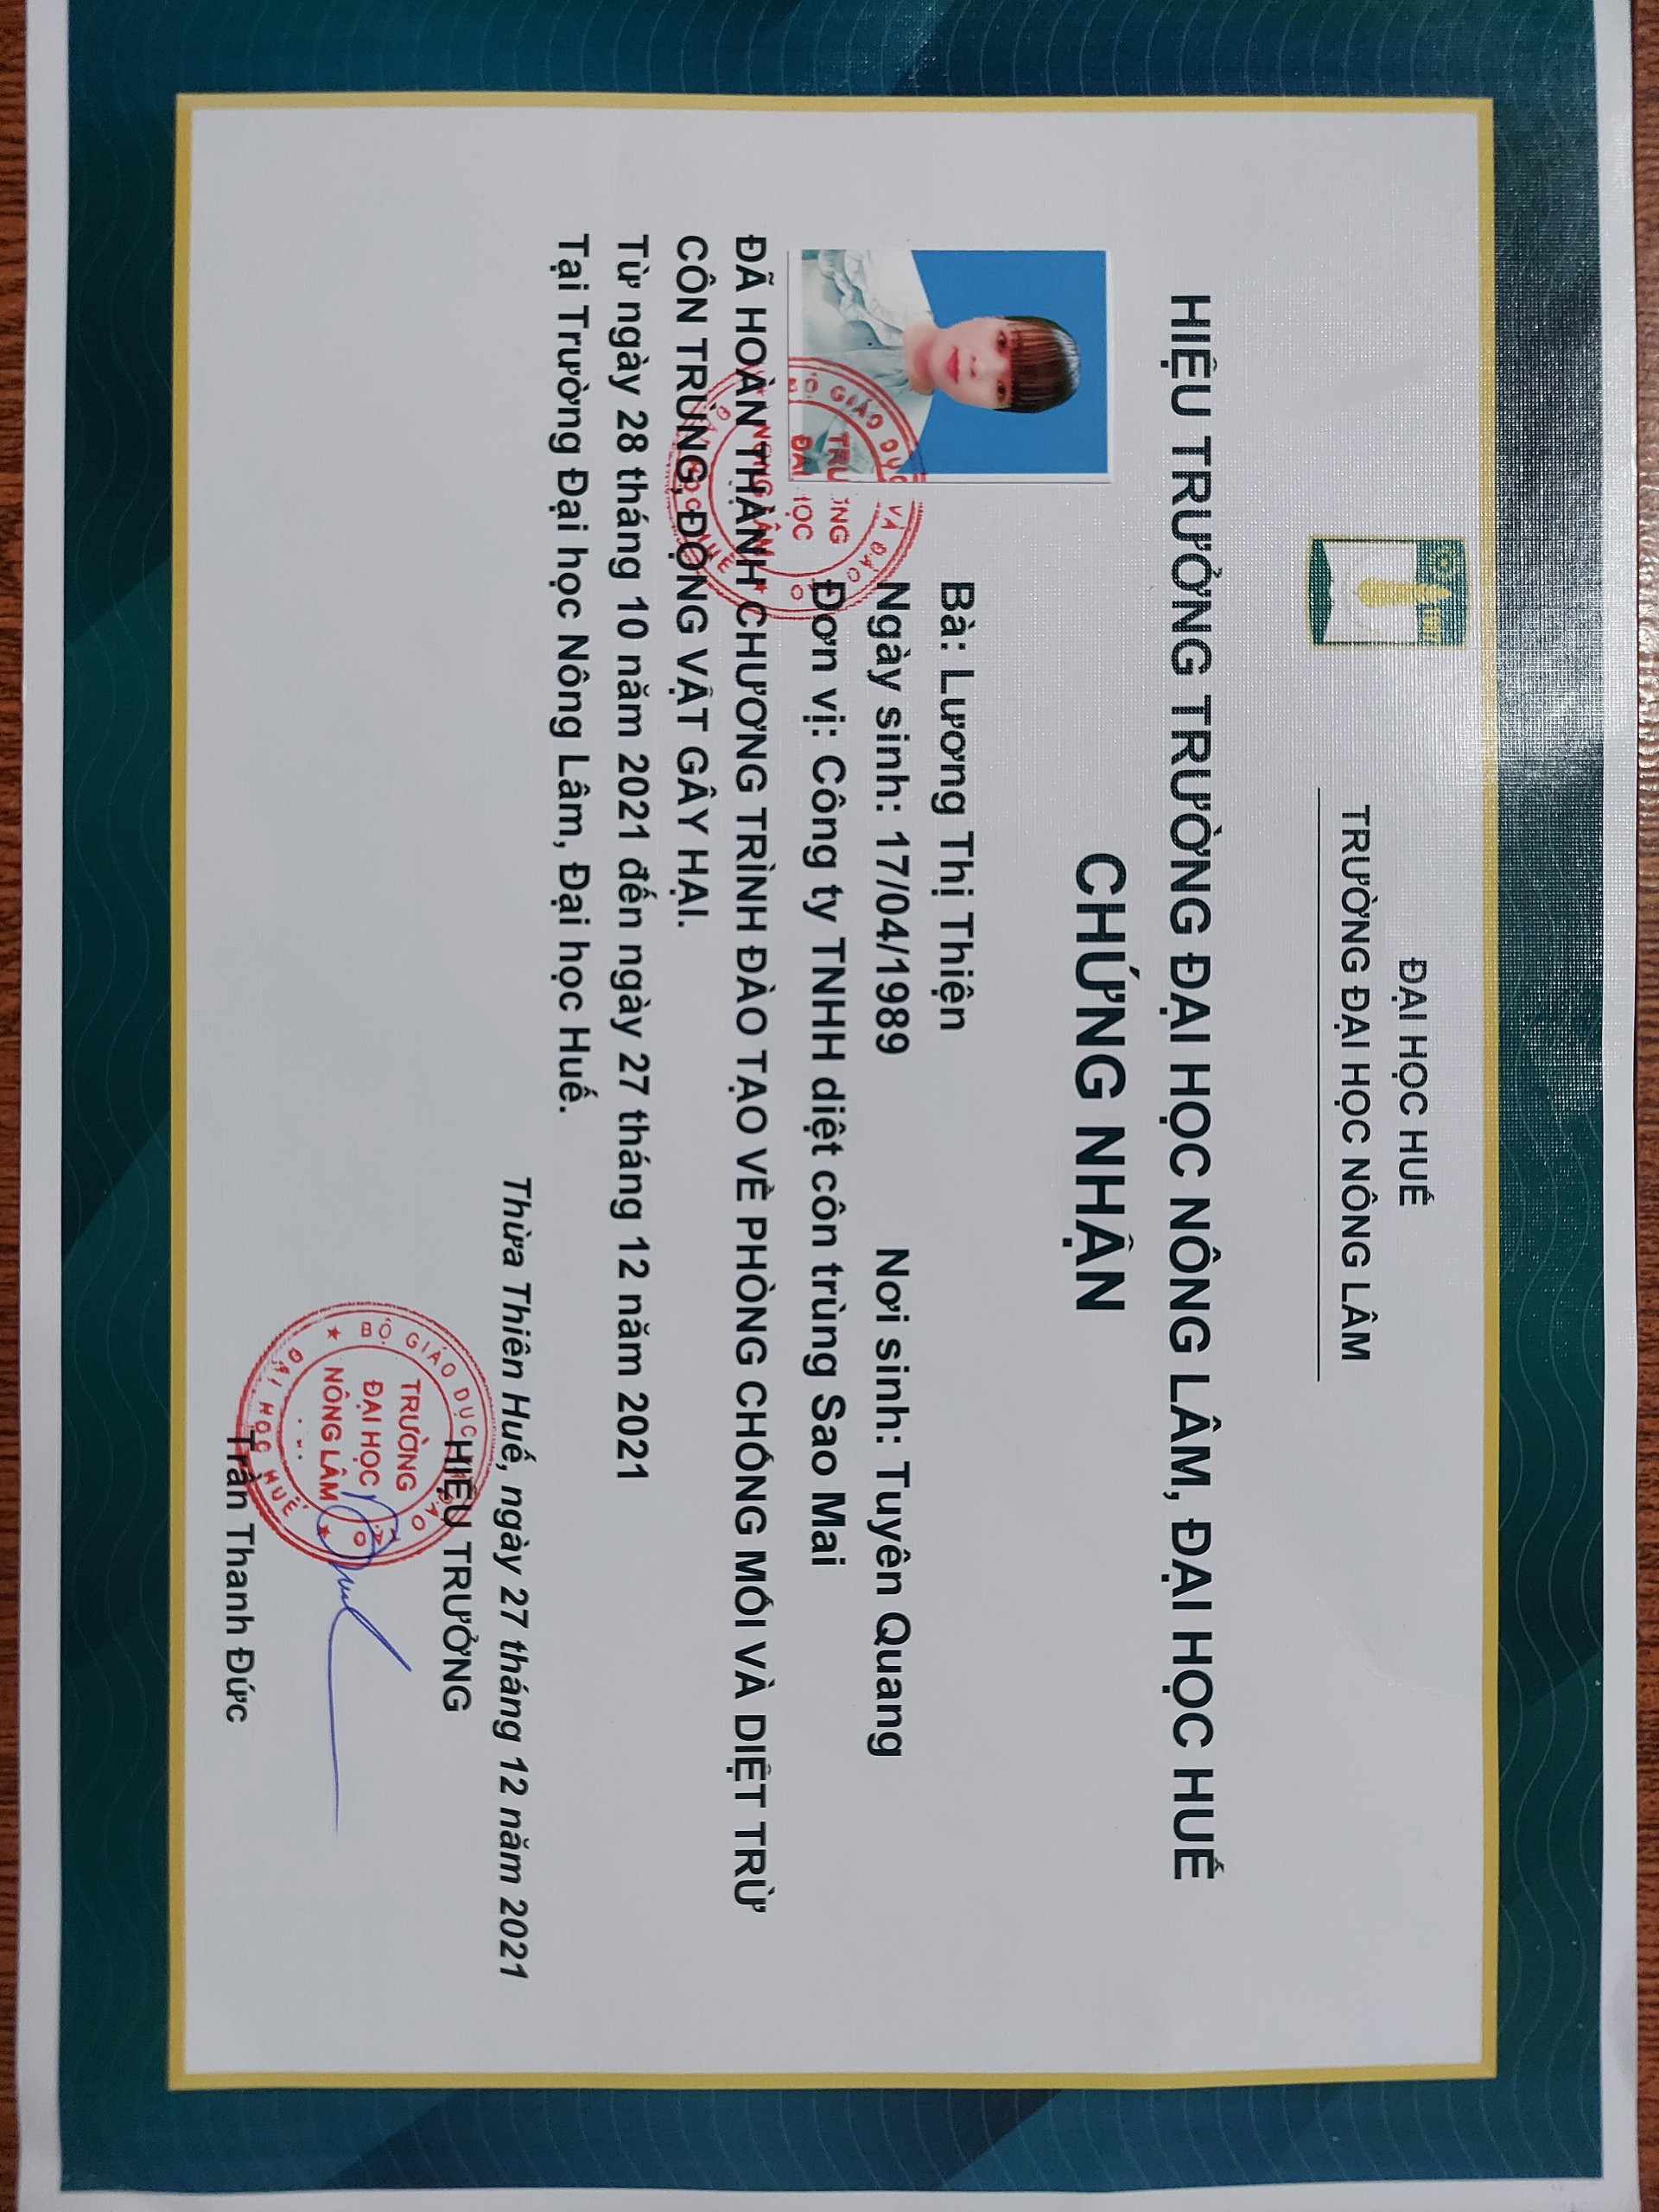 ĐẠI HỌC HUẾ
TRƯỜNG ĐẠI HỌC NÔNG LÂM
HIỆU TRƯỞNG TRƯỜNG ĐẠI HỌC NÔNG LÂM, ĐẠI HỌC HUẾ
CHỨNG NHẬN
Bà: Lương Thị Thiện
Ngày sinh: 17/04/1989 Nơi sinh: Tuyên Quang
Đơn vị: Công ty TNHH diệt côn trùng Sao Mai
ĐÃ HOÀN THÀNH CHƯƠNG TRÌNH ĐÀO TẠO VỀ PHÒNG CHỐNG MỐI VÀ DIỆT TRỪ
CÔN TRÙNG, ĐỘNG VẬT GÂY HẠI.
Từ ngày 28 tháng 10 năm 2021 đến ngày 27 tháng 12 năm 2021
Tại Trường Đại học Nông Lâm, Đại học Huế.
Thừa Thiên Huế, ngày 27 tháng 12 năm 2021
HIỆU TRƯỞNG
BỘ GIÁO DỤC
TRƯỜNG
ĐẠI HỌC
NÔNG LÂM
ĐẠI HỌC HUẾ
Trần Thanh Đức